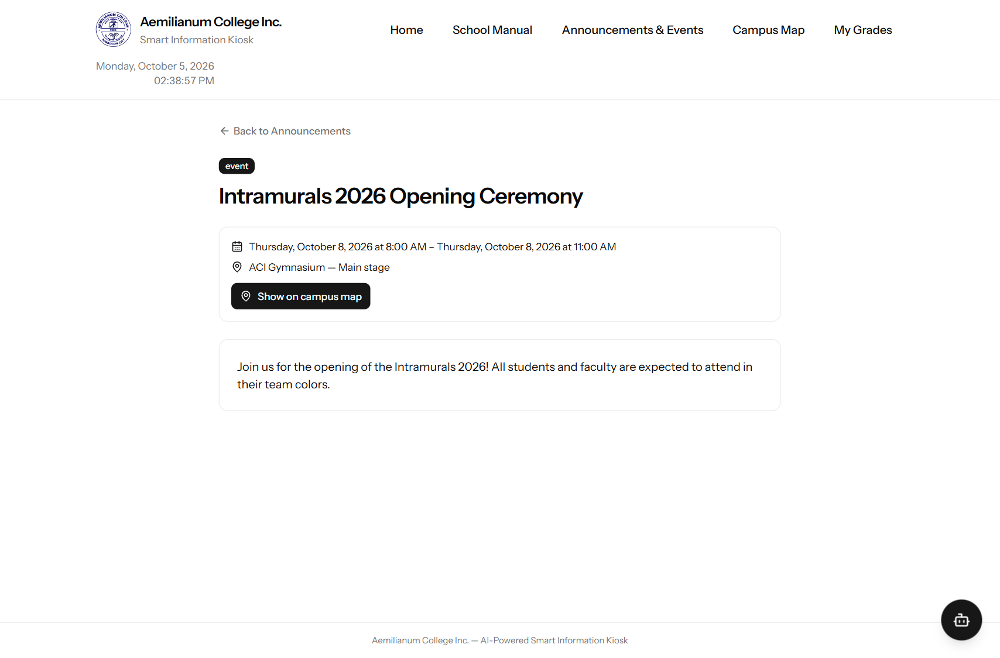 AEMILIANUM COLLEGE
SORSOGON CITY
Aemilianum College Inc.
Smart Information Kiosk
Home
School Manual
Announcements & Events
Campus Map
My Grades
Monday, October 5, 2026
02:38:57 PM
Back to Announcements
event
Intramurals 2026 Opening Ceremony
Thursday, October 8, 2026 at 8:00 AM – Thursday, October 8, 2026 at 11:00 AM
ACI Gymnasium — Main stage
Show on campus map
Join us for the opening of the Intramurals 2026! All students and faculty are expected to attend in
their team colors.
Aemilianum College Inc. — AI-Powered Smart Information Kiosk